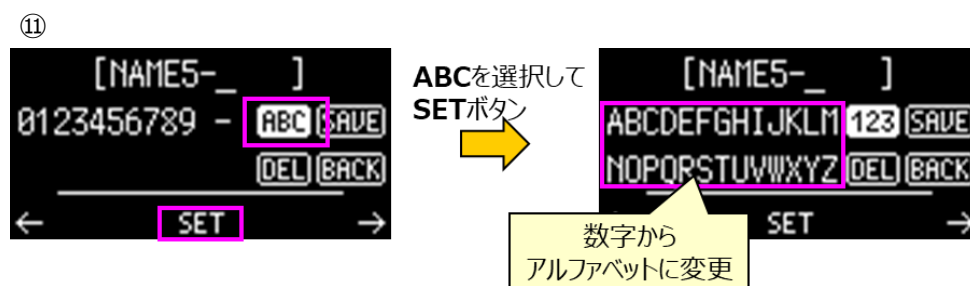 ⑪
[NAME5-_ ]
0123456789 - ABC SAVE
DEL BACK
← SET →
ABCを選択して
SETボタン
[NAME5-_ ]
ABCDEFGHIJKLM 123 SAVE
NOPQRSTUVWXYZ DEL BACK
SET →
数字から
アルファベットに変更